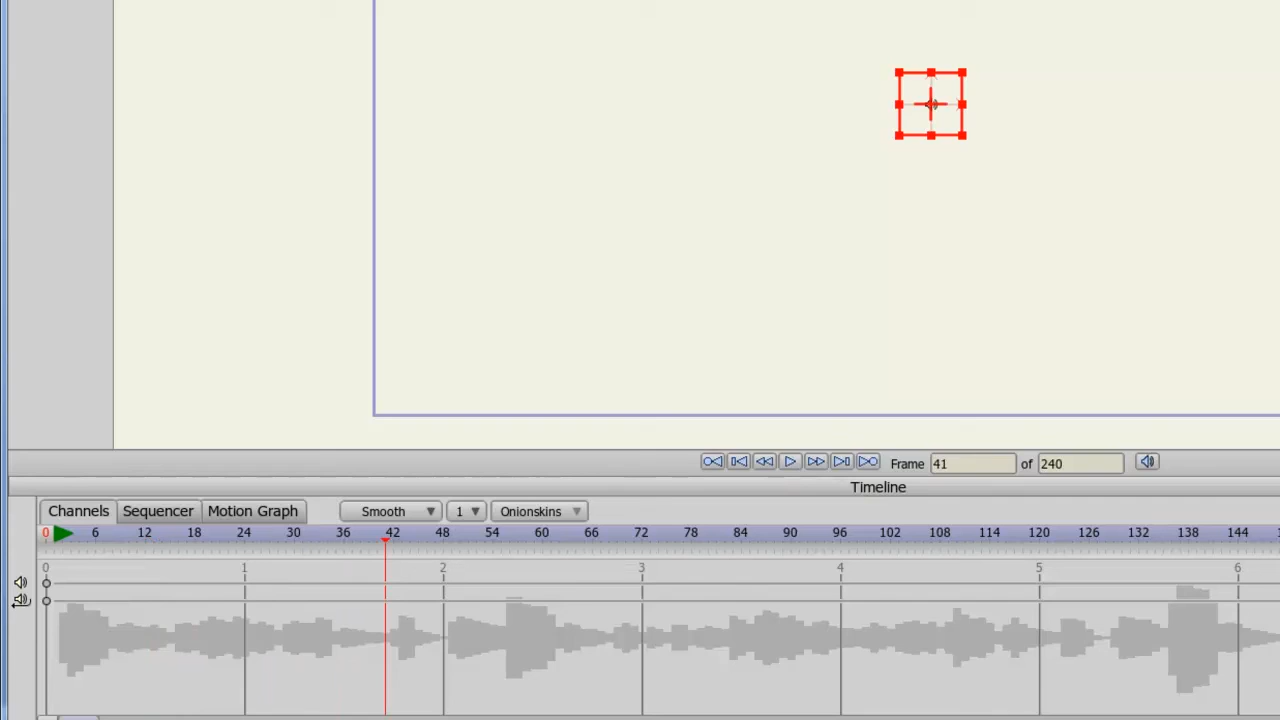 Frame 41 of 240
Timeline
Channels Sequencer Motion Graph Smooth 1 Onionskins
0 6 12 18 24 30 36 42 48 54 60 66 72 78 84 90 96 102 108 114 120 126 132 138 144
0 1 2 3 4 5 6